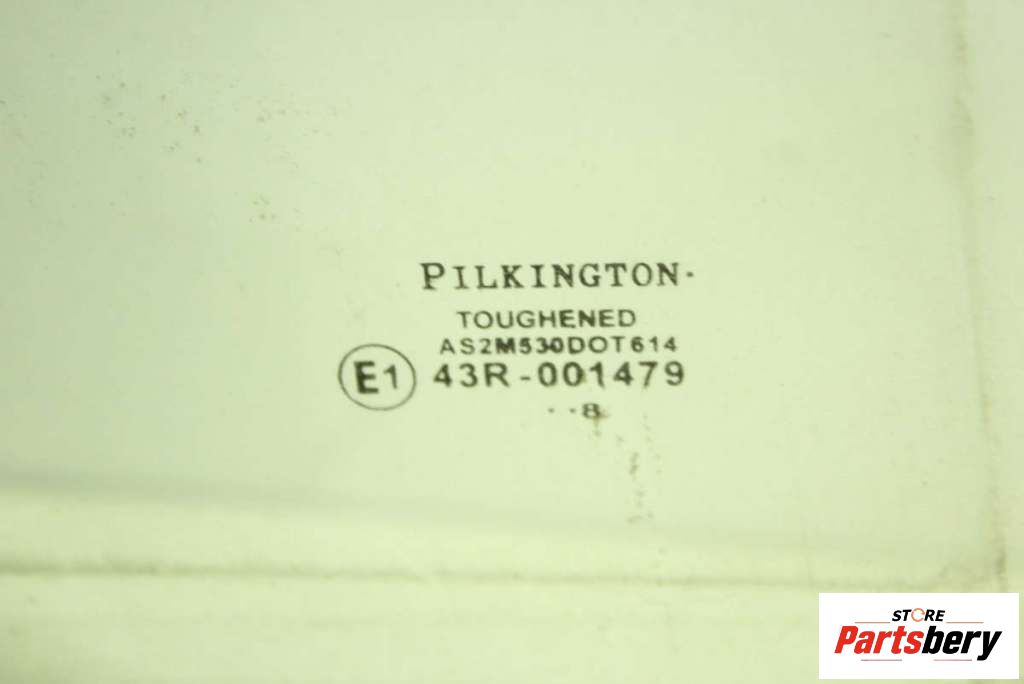 PILKINGTON·
TOUGHENED
AS2M530DOT614
E1 43R-001479
··8
STORE
Partsbery